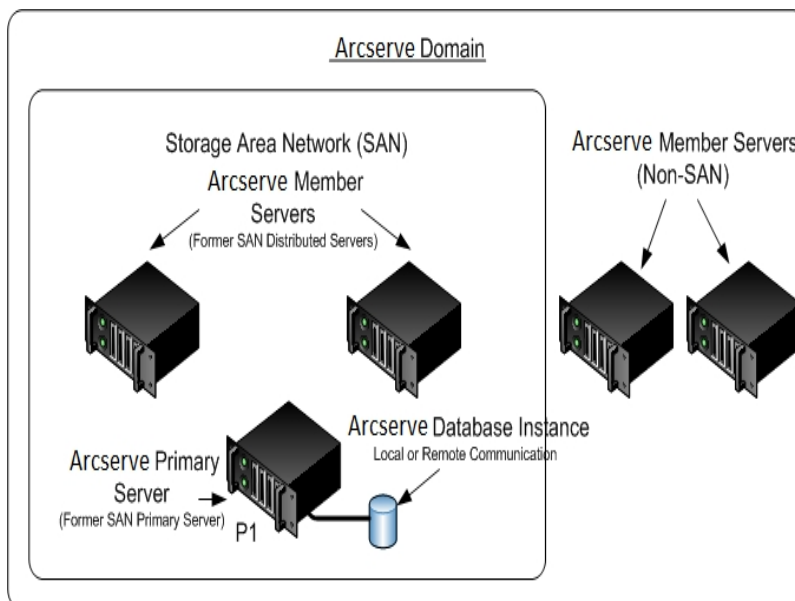 Arcserve Domain
Storage Area Network (SAN)
Arcserve Member
Servers
(Former SAN Distributed Servers)
Arcserve Member Servers
(Non-SAN)
Arcserve Database Instance
Local or Remote Communication
Arcserve Primary
Server
(Former SAN Primary Server)
P1